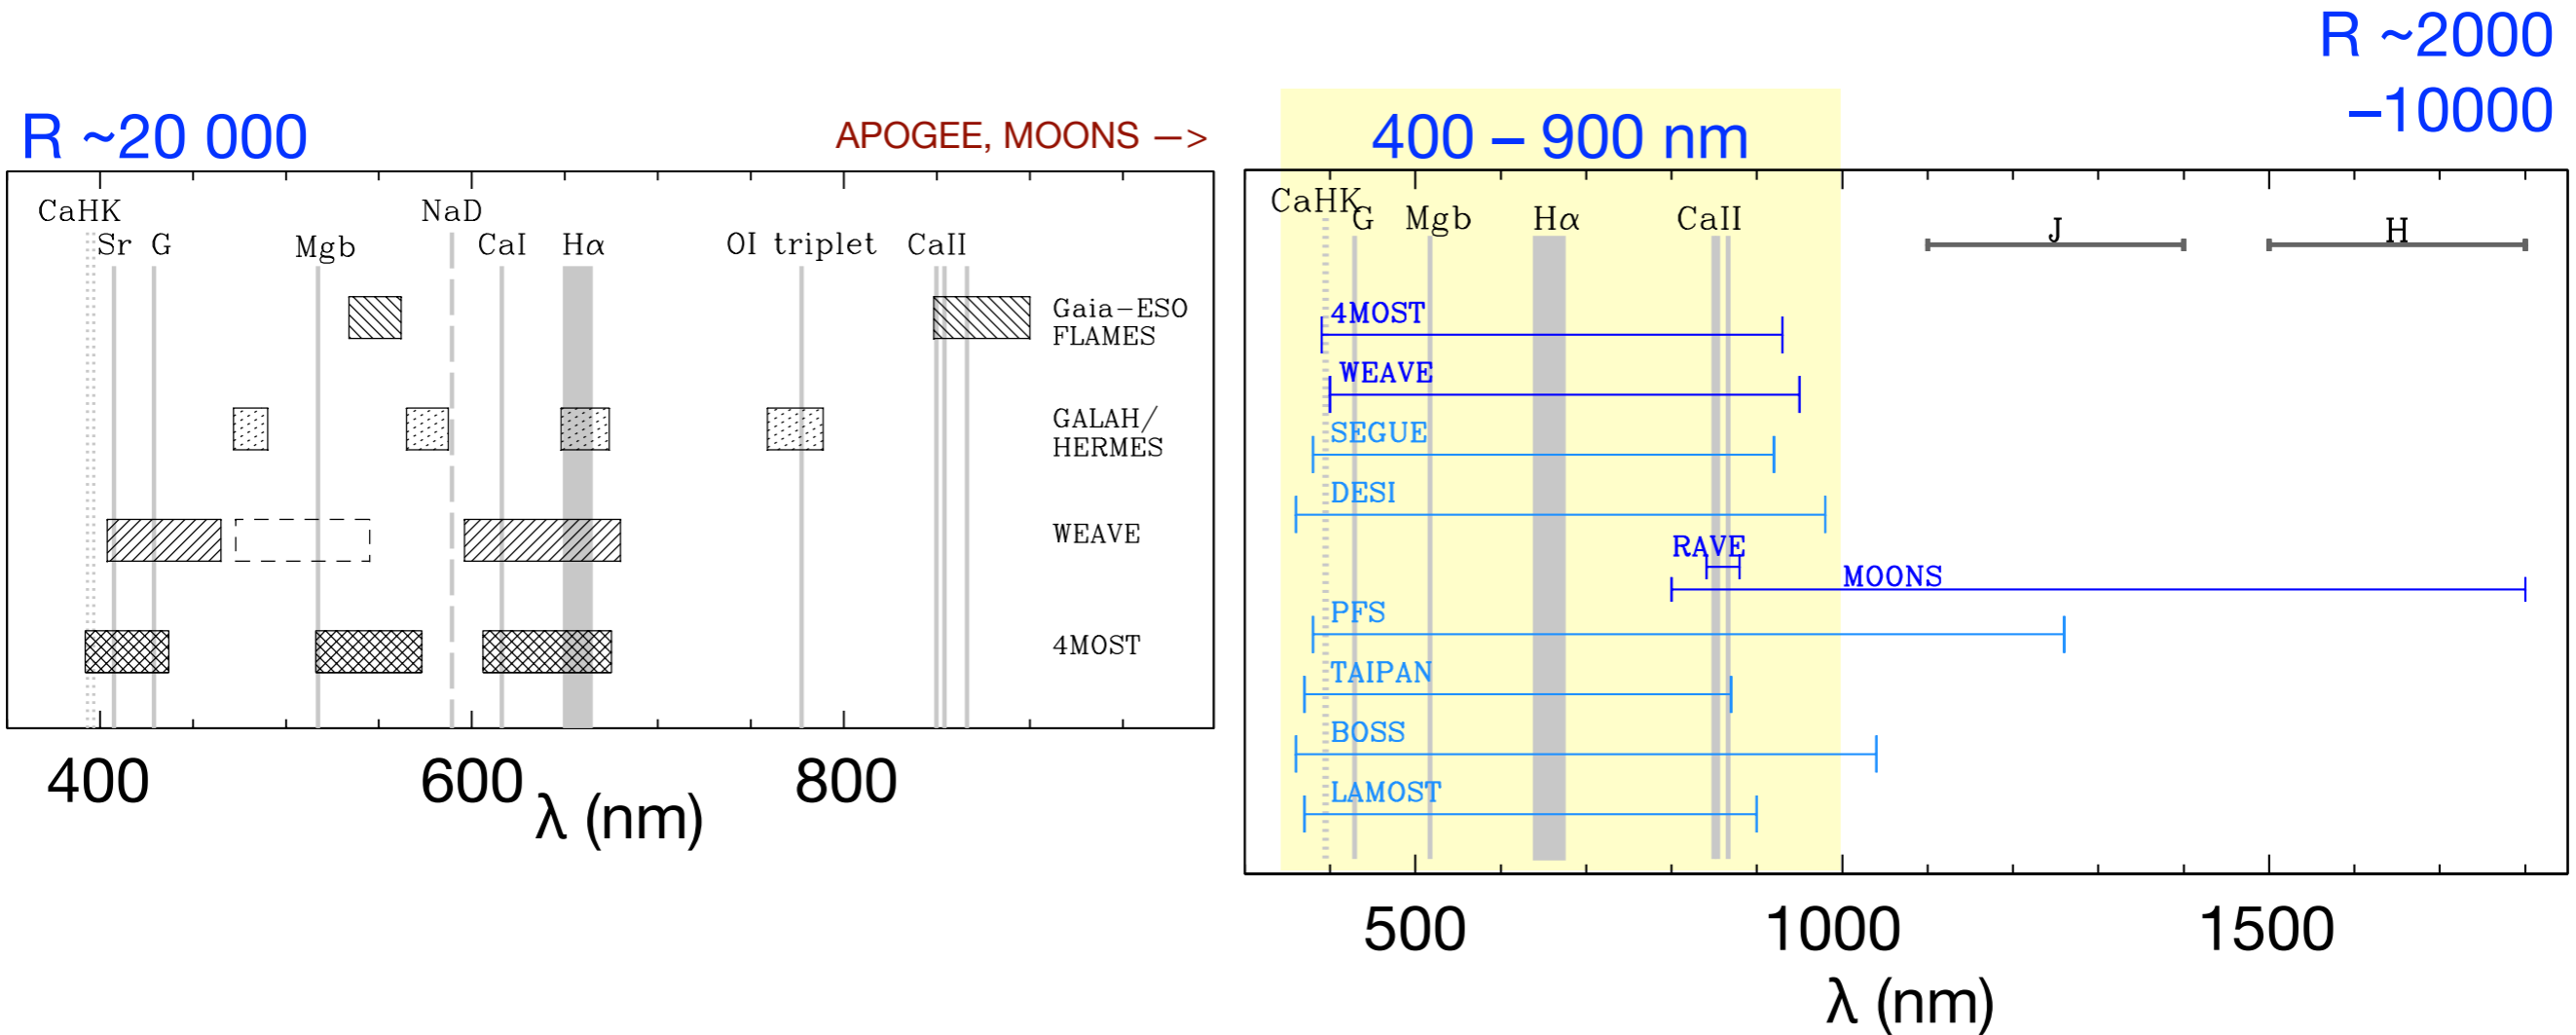 R ~2000
–10000
R ~20 000
APOGEE, MOONS —>
400 – 900 nm
CaHK
NaD
Sr G
Mgb
CaI
Hα
OI triplet
CaII
Gaia–ESO
FLAMES
GALAH/
HERMES
WEAVE
4MOST
400
600
800
λ (nm)
CaHK
G
Mgb
Hα
CaII
J
H
4MOST
WEAVE
SEGUE
DESI
RAVE
MOONS
PFS
TAIPAN
BOSS
LAMOST
500
1000
1500
λ (nm)